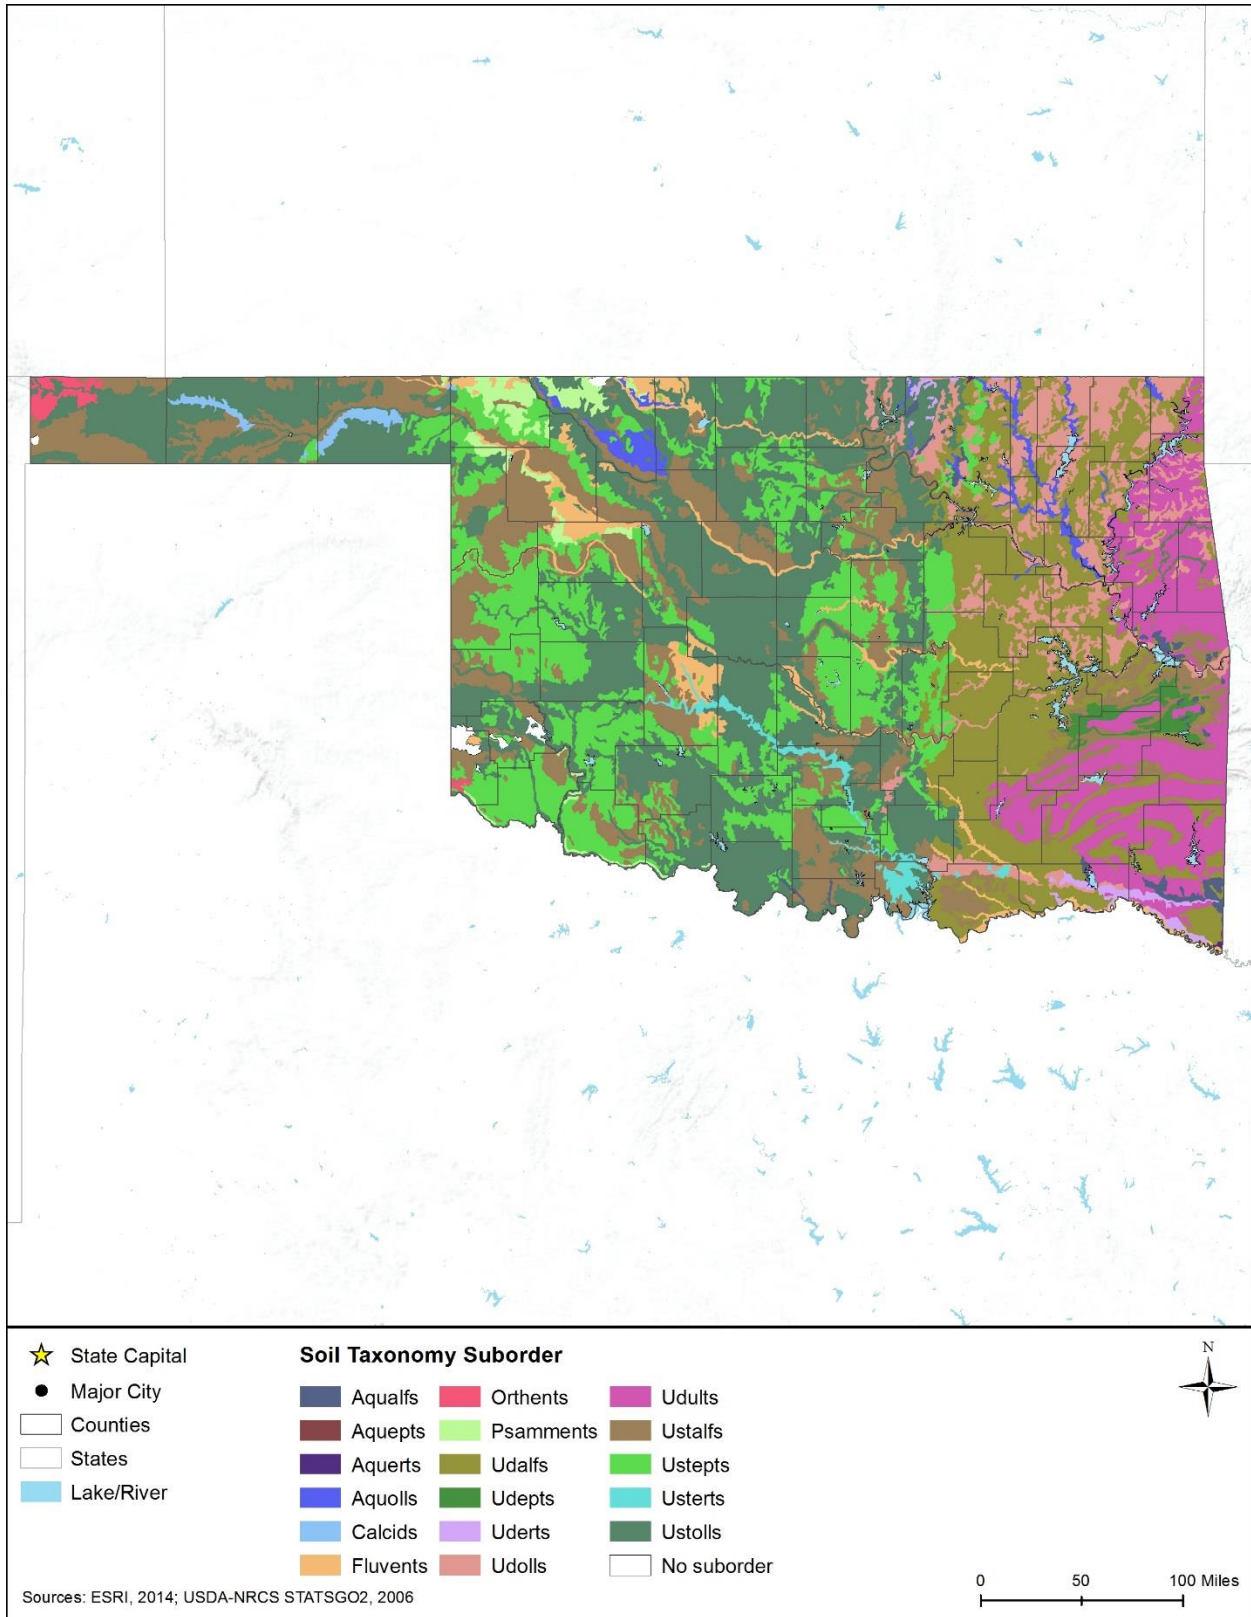 State Capital
Major City
Counties
States
Lake/River
Soil Taxonomy Suborder
Aqualfs
Aquepts
Aquerts
Aquolls
Calcids
Fluvents
Orthents
Psamments
Udalfs
Udepts
Uderts
Udolls
Udults
Ustalfs
Ustepts
Usterts
Ustolls
No suborder
N
0 50 100 Miles
Sources: ESRI, 2014; USDA-NRCS STATSGO2, 2006